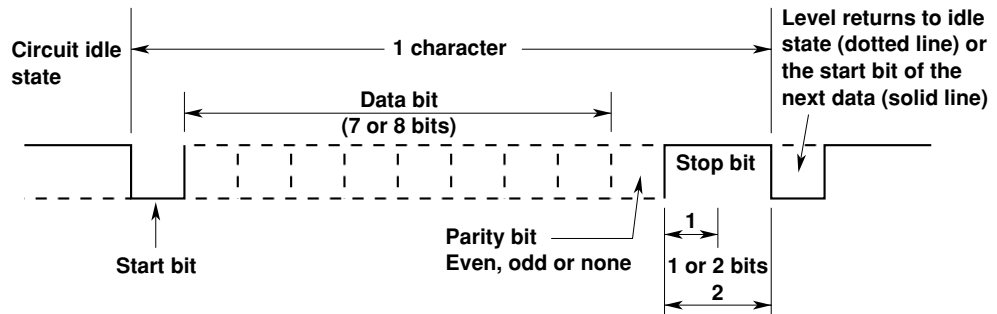 Circuit idle
state
1 character
Level returns to idle
state (dotted line) or
the start bit of the
next data (solid line)
Data bit
(7 or 8 bits)
Stop bit
Start bit
Parity bit
Even, odd or none
1
1 or 2 bits
2